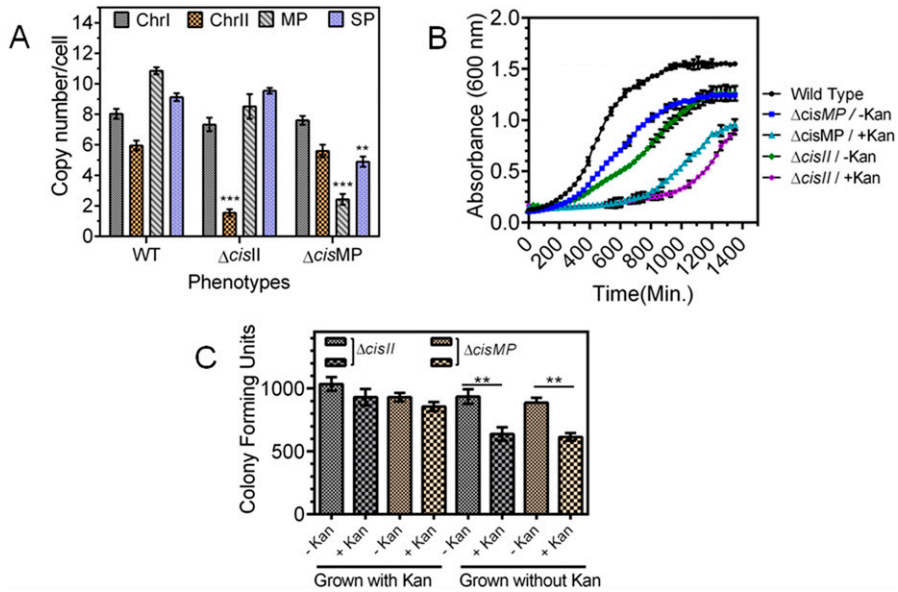 A
ChrI ChrII MP SP
14
12
10
8
6
4
2
0
Copy number/cell
***
***
**
WT ΔcisII ΔcisMP
Phenotypes
B
2.0
1.5
1.0
0.5
0.0
Absorbance (600 nm)
0 200 400 600 800 1000 1200 1400
Time(Min.)
Wild Type
ΔcisMP / -Kan
ΔcisMP / +Kan
ΔcisII / -Kan
ΔcisII / +Kan
C
ΔcisII ΔcisMP
1000
500
0
Colony Forming Units
** **
- Kan + Kan - Kan + Kan - Kan + Kan - Kan + Kan
Grown with Kan Grown without Kan